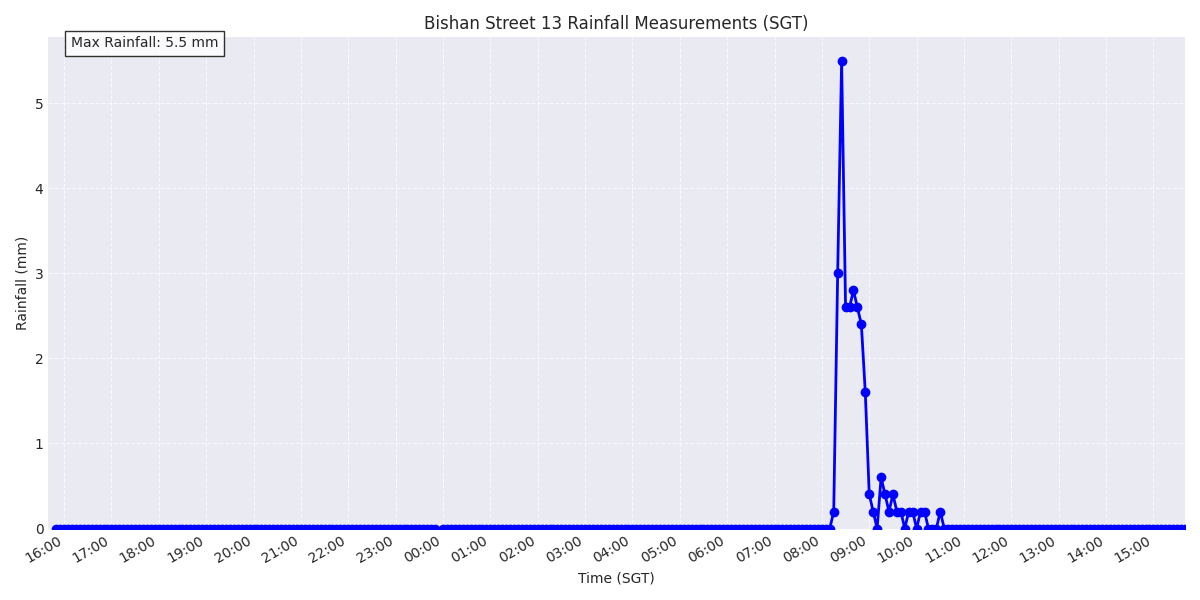 Bishan Street 13 Rainfall Measurements (SGT)
Max Rainfall: 5.5 mm
Rainfall (mm)
5
4
3
2
1
0
16:00 17:00 18:00 19:00 20:00 21:00 22:00 23:00 00:00 01:00 02:00 03:00 04:00 05:00 06:00 07:00 08:00 09:00 10:00 11:00 12:00 13:00 14:00 15:00
Time (SGT)